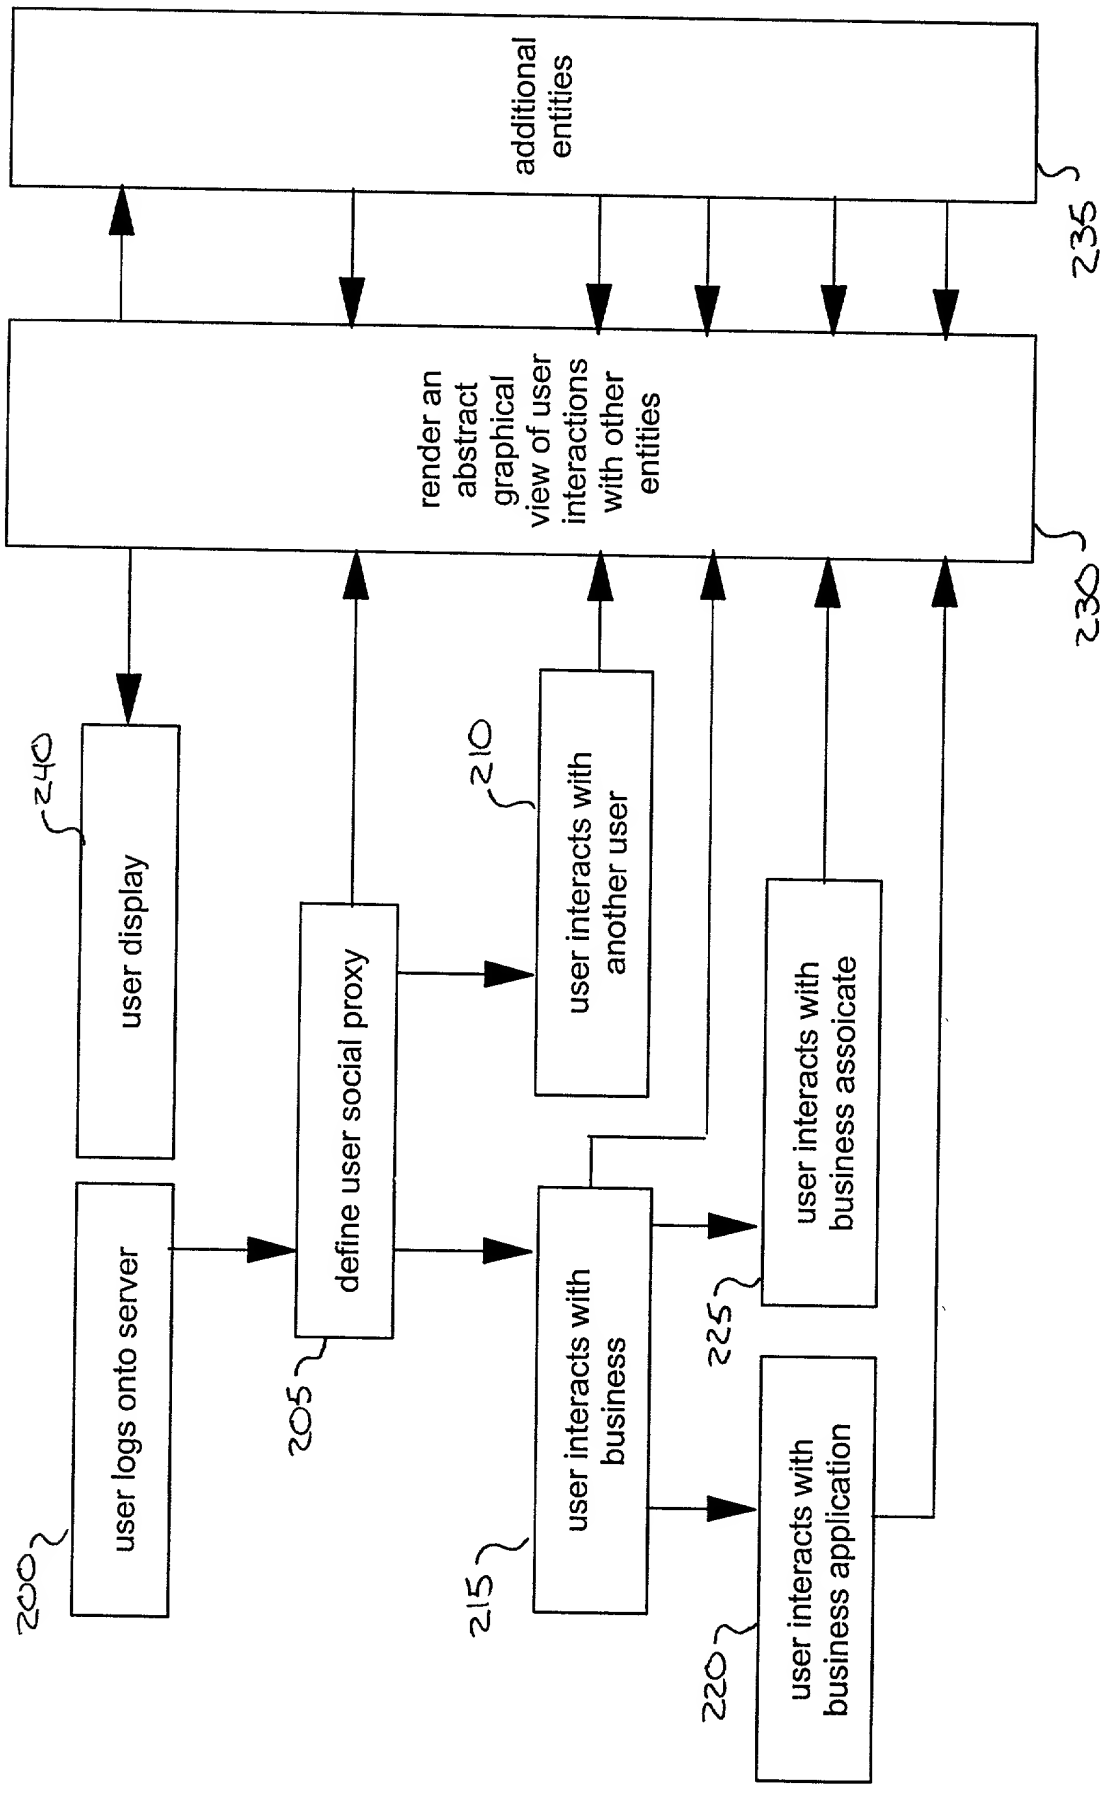 200
user logs onto server
240
user display
205
define user social proxy
215
user interacts with
business
210
user interacts with
another user
220
user interacts with
business application
225
user interacts with
business assoicate
230
render an
abstract
graphical
view of user
interactions
with other
entities
235
additional
entities